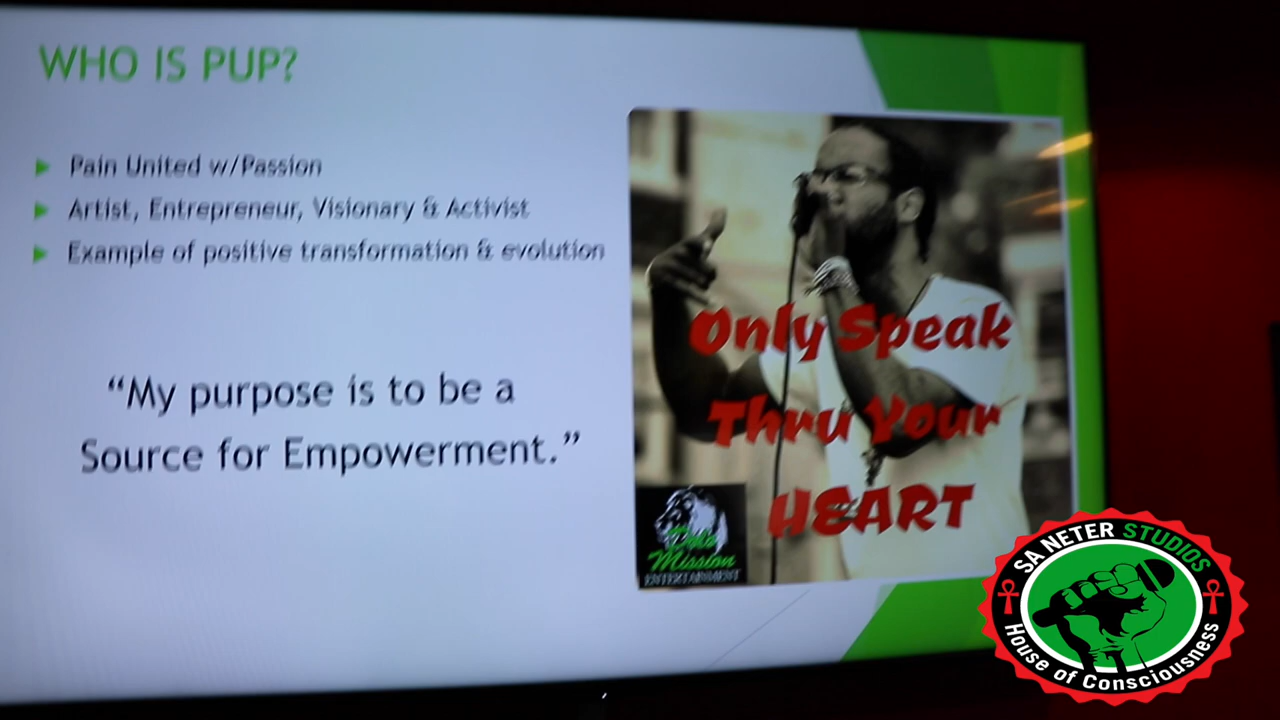 WHO IS PUP?
Pain United w/Passion
Artist, Entrepreneur, Visionary & Activist
Example of positive transformation & evolution
“My purpose is to be a
Source for Empowerment.”
Only Speak
Thru Your
HEART
Mission
ENTERTAINMENT
SA NETER STUDIOS
House of Consciousness